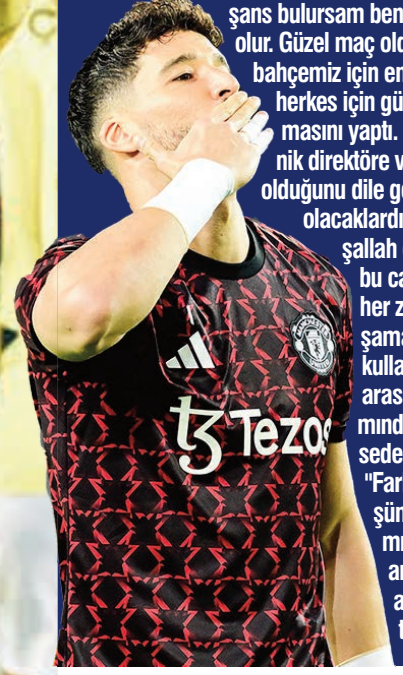 şans bulursam ben
olur. Güzel maç old
bahçemiz için en
herkes için gü
masını yaptı.
nik direktöre v
olduğunu dile ge
olacaklardı
şallah
bu ca
her z
şama
kulla
aras
mınd
sede
"Far
şün
mı
ar
a
t
Tezos